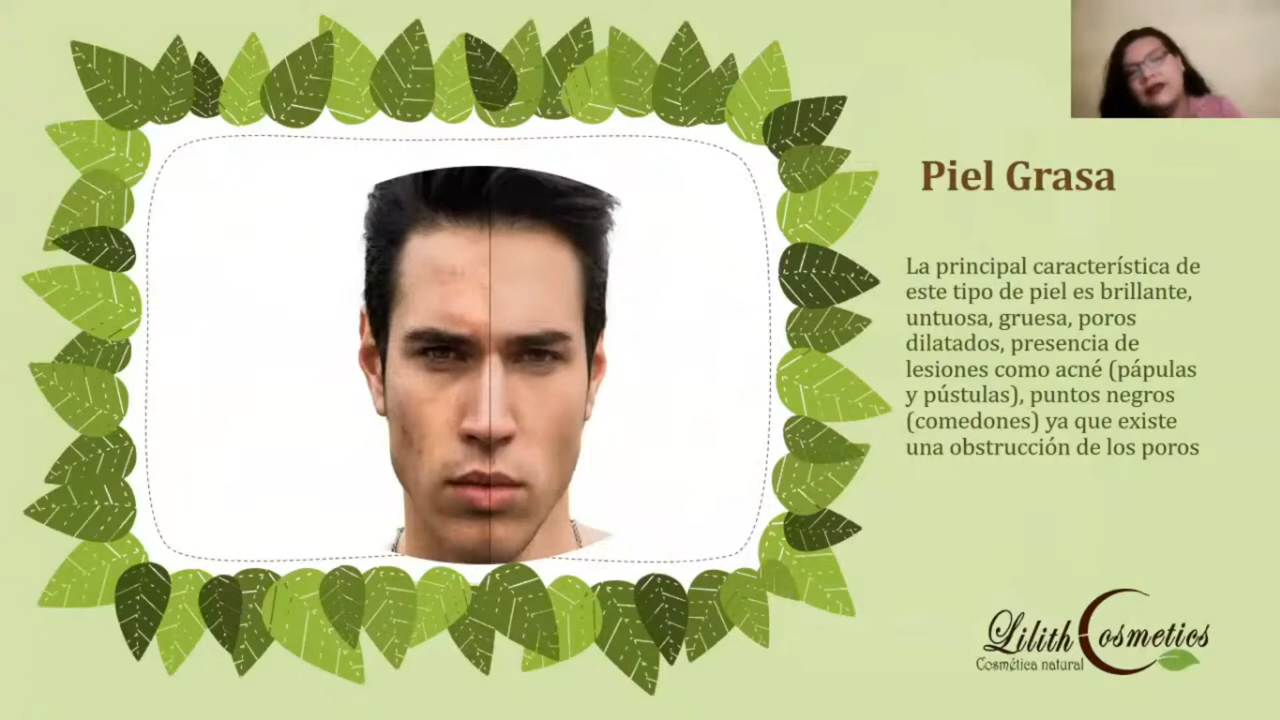 Piel Grasa
La principal característica de
este tipo de piel es brillante,
untuosa, gruesa, poros
dilatados, presencia de
lesiones como acné (pápulas
y pústulas), puntos negros
(comedones) ya que existe
una obstrucción de los poros
Lilith Cosmetics
Cosmética natural